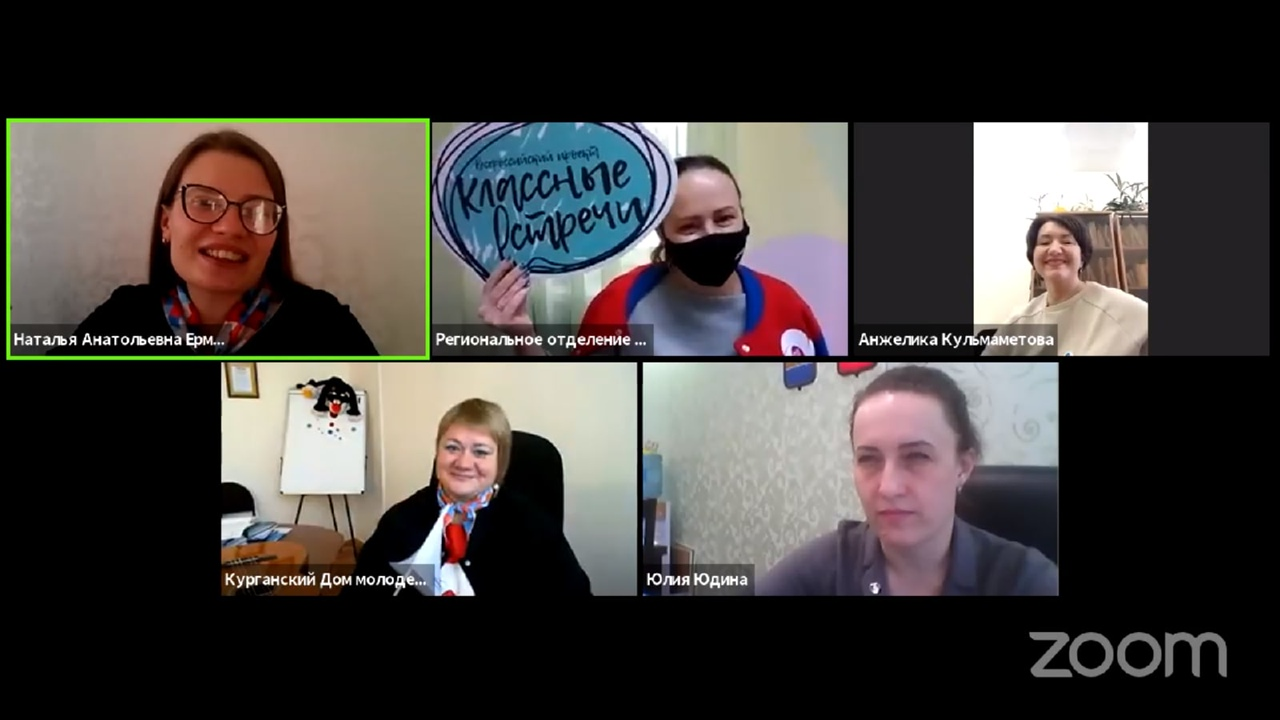 Всероссийский проект
Классные
встречи
Наталья Анатольевна Ерм...
Региональное отделение ...
Анжелика Кульмаметова
Курганский Дом молоде...
Юлия Юдина
zoom